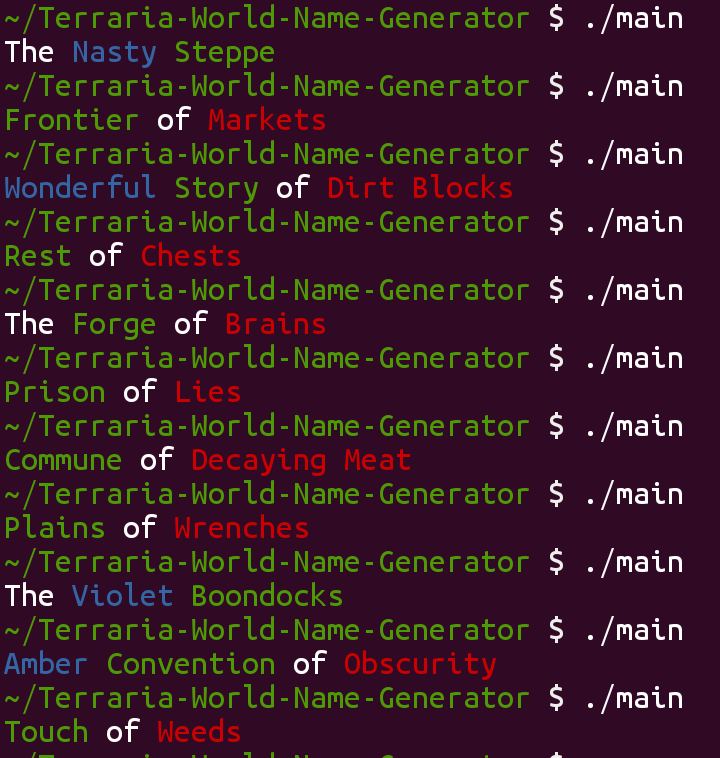 ~/Terraria-World-Name-Generator $ ./main
The Nasty Steppe
~/Terraria-World-Name-Generator $ ./main
Frontier of Markets
~/Terraria-World-Name-Generator $ ./main
Wonderful Story of Dirt Blocks
~/Terraria-World-Name-Generator $ ./main
Rest of Chests
~/Terraria-World-Name-Generator $ ./main
The Forge of Brains
~/Terraria-World-Name-Generator $ ./main
Prison of Lies
~/Terraria-World-Name-Generator $ ./main
Commune of Decaying Meat
~/Terraria-World-Name-Generator $ ./main
Plains of Wrenches
~/Terraria-World-Name-Generator $ ./main
The Violet Boondocks
~/Terraria-World-Name-Generator $ ./main
Amber Convention of Obscurity
~/Terraria-World-Name-Generator $ ./main
Touch of Weeds